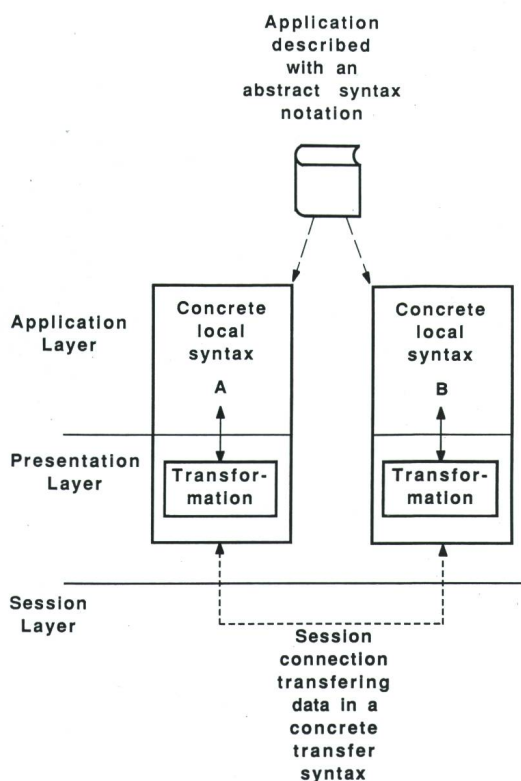 Application
described
with an
abstract syntax
notation
Application
Layer
Concrete
local
syntax
A
Concrete
local
syntax
B
Presentation
Layer
Transfor-
mation
Transfor-
mation
Session
Layer
Session
connection
transfering
data in a
concrete
transfer
syntax